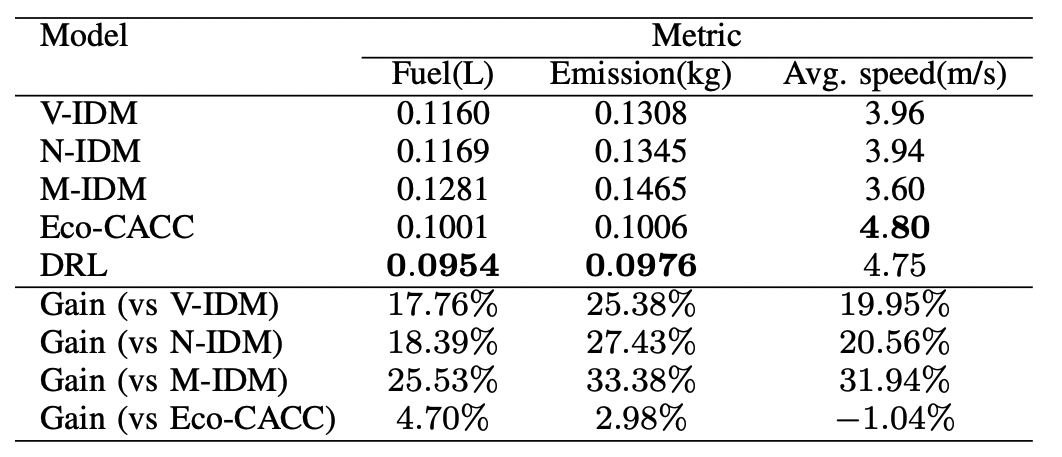 Model Metric
Fuel(L) Emission(kg) Avg. speed(m/s)
V-IDM 0.1160 0.1308 3.96
N-IDM 0.1169 0.1345 3.94
M-IDM 0.1281 0.1465 3.60
Eco-CACC 0.1001 0.1006 4.80
DRL 0.0954 0.0976 4.75
Gain (vs V-IDM) 17.76% 25.38% 19.95%
Gain (vs N-IDM) 18.39% 27.43% 20.56%
Gain (vs M-IDM) 25.53% 33.38% 31.94%
Gain (vs Eco-CACC) 4.70% 2.98% −1.04%